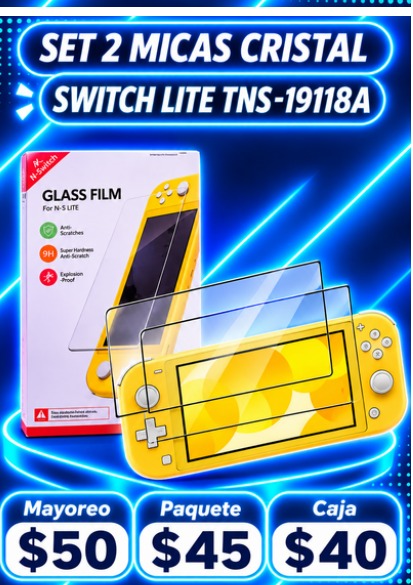 SET 2 MICAS CRISTAL
SWITCH LITE TNS-19118A
N-Switch
GLASS FILM
For N-S LITE
Anti
Scratches
9H
Super Hardness
Anti-Scratch
Explosion
-Proof
Mayoreo
$50
Paquete
$45
Caja
$40